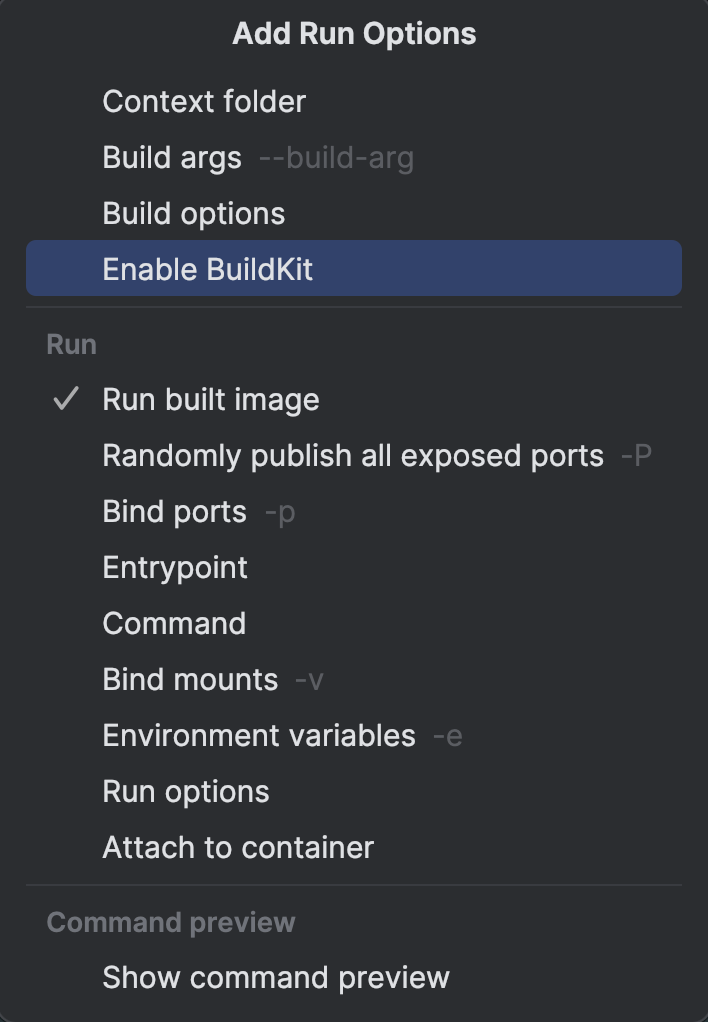 Add Run Options
Context folder
Build args --build-arg
Build options
Enable BuildKit
Run
Run built image
Randomly publish all exposed ports -P
Bind ports -p
Entrypoint
Command
Bind mounts -v
Environment variables -e
Run options
Attach to container
Command preview
Show command preview